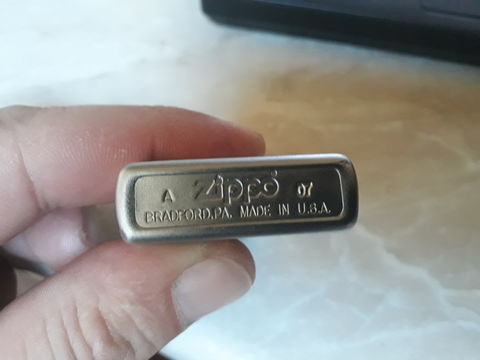 A Zippo 07
BRADFORD,PA. MADE IN U.S.A.